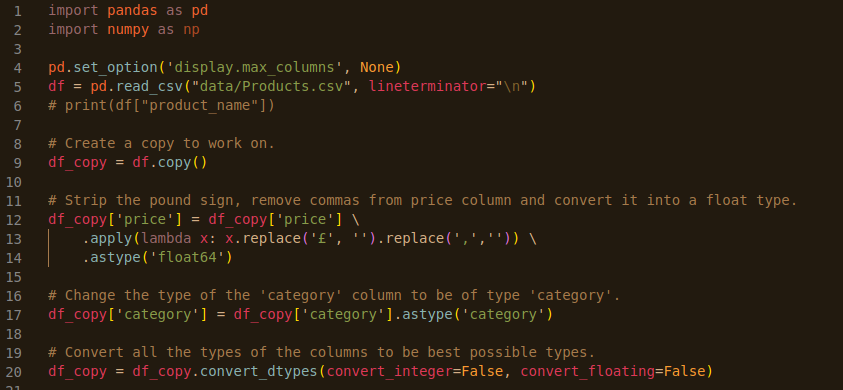 1 import pandas as pd
2 import numpy as np
3
4 pd.set_option('display.max_columns', None)
5 df = pd.read_csv("data/Products.csv", lineterminator="\n")
6 # print(df["product_name"])
7
8 # Create a copy to work on.
9 df_copy = df.copy()
10
11 # Strip the pound sign, remove commas from price column and convert it into a float type.
12 df_copy['price'] = df_copy['price'] \
13     .apply(lambda x: x.replace('£', '').replace(',','')) \
14     .astype('float64')
15
16 # Change the type of the 'category' column to be of type 'category'.
17 df_copy['category'] = df_copy['category'].astype('category')
18
19 # Convert all the types of the columns to be best possible types.
20 df_copy = df_copy.convert_dtypes(convert_integer=False, convert_floating=False)
21